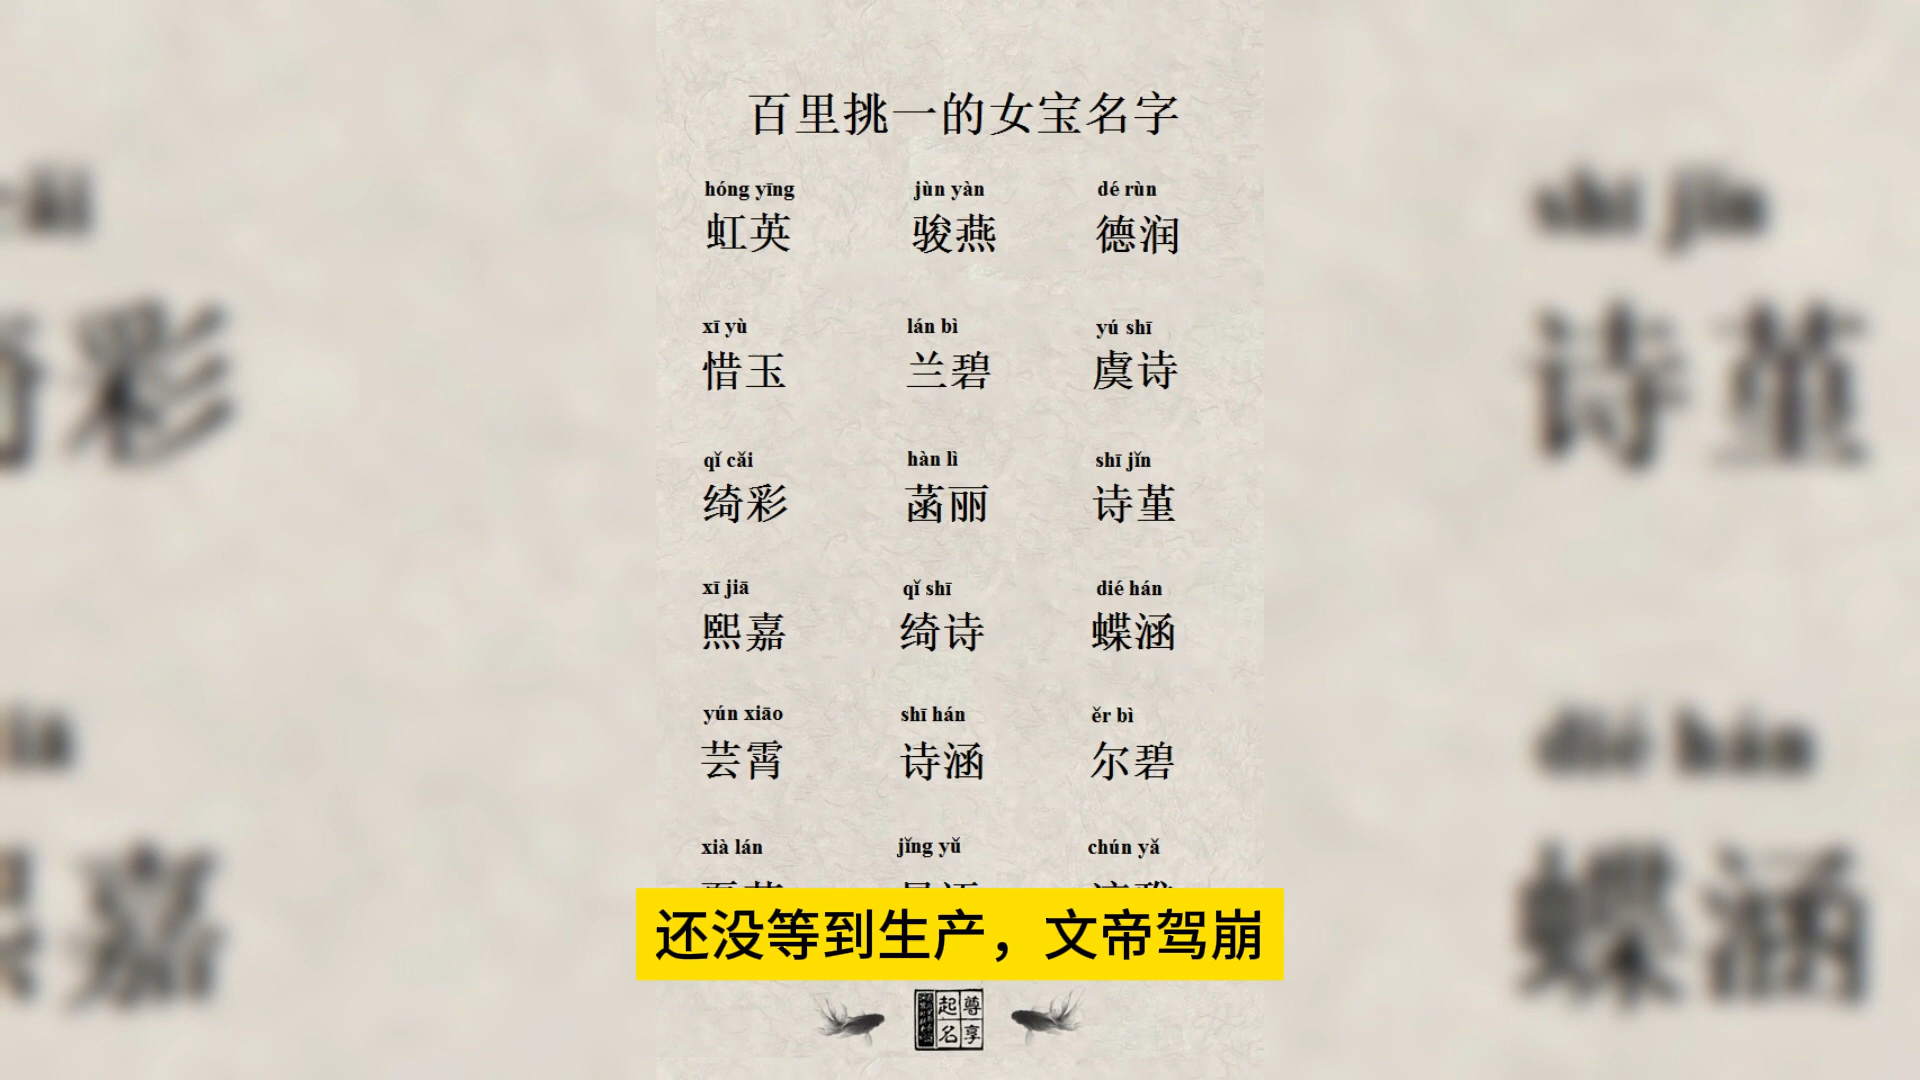 百里挑一的女宝名字
hóng yīng jùn yàn dé rùn
虹英 骏燕 德润
xī yù lán bì yú shī
惜玉 兰碧 虞诗
qǐ cǎi hàn lì shī jǐn
绮彩 菡丽 诗堇
xī jiā qǐ shī dié hán
熙嘉 绮诗 蝶涵
yún xiāo shī hán ěr bì
芸霄 诗涵 尔碧
xià lán jǐng yǔ chún yǎ
还没等到生产，文帝驾崩
起名
尊享